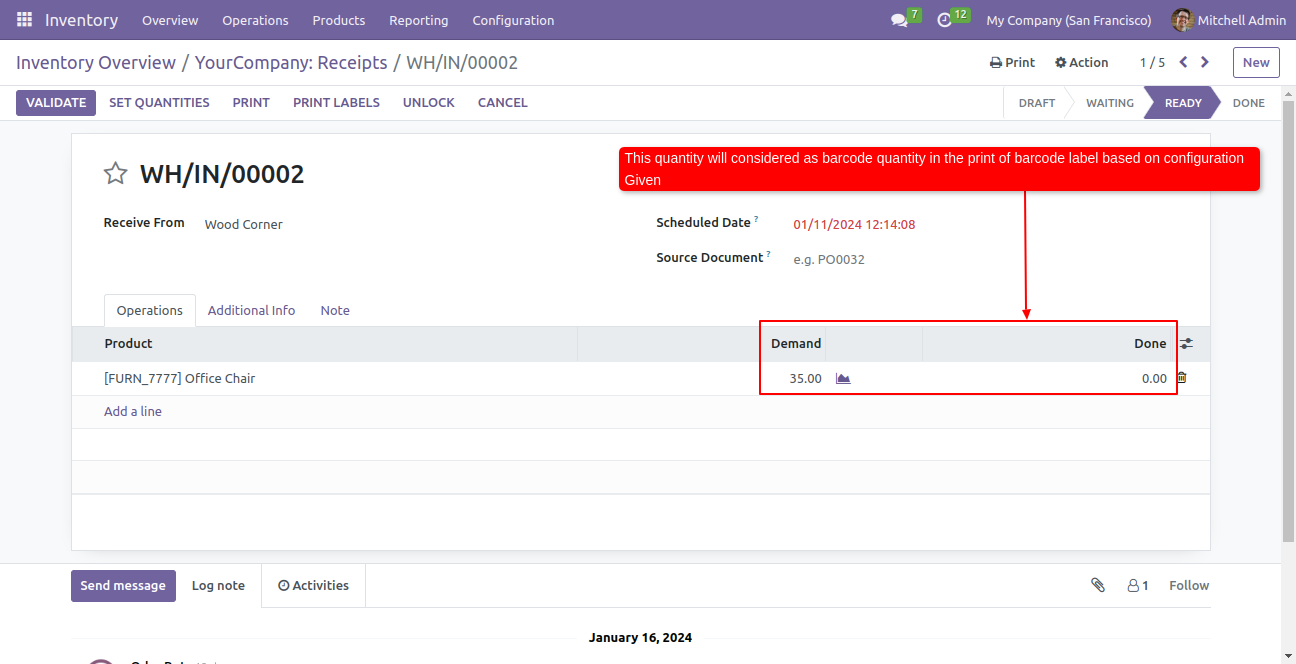 Inventory Overview Operations Products Reporting Configuration 7 12 My Company (San Francisco) Mitchell Admin
Inventory Overview / YourCompany: Receipts / WH/IN/00002 Print Action 1 / 5 New
VALIDATE SET QUANTITIES PRINT PRINT LABELS UNLOCK CANCEL DRAFT WAITING READY DONE
This quantity will considered as barcode quantity in the print of barcode label based on configuration
Given
WH/IN/00002
Receive From Wood Corner Scheduled Date ? 01/11/2024 12:14:08
Source Document ? e.g. PO0032
Operations Additional Info Note
Product Demand Done
[FURN_7777] Office Chair 35.00 0.00
Add a line
Send message Log note Activities 1 Follow
January 16, 2024